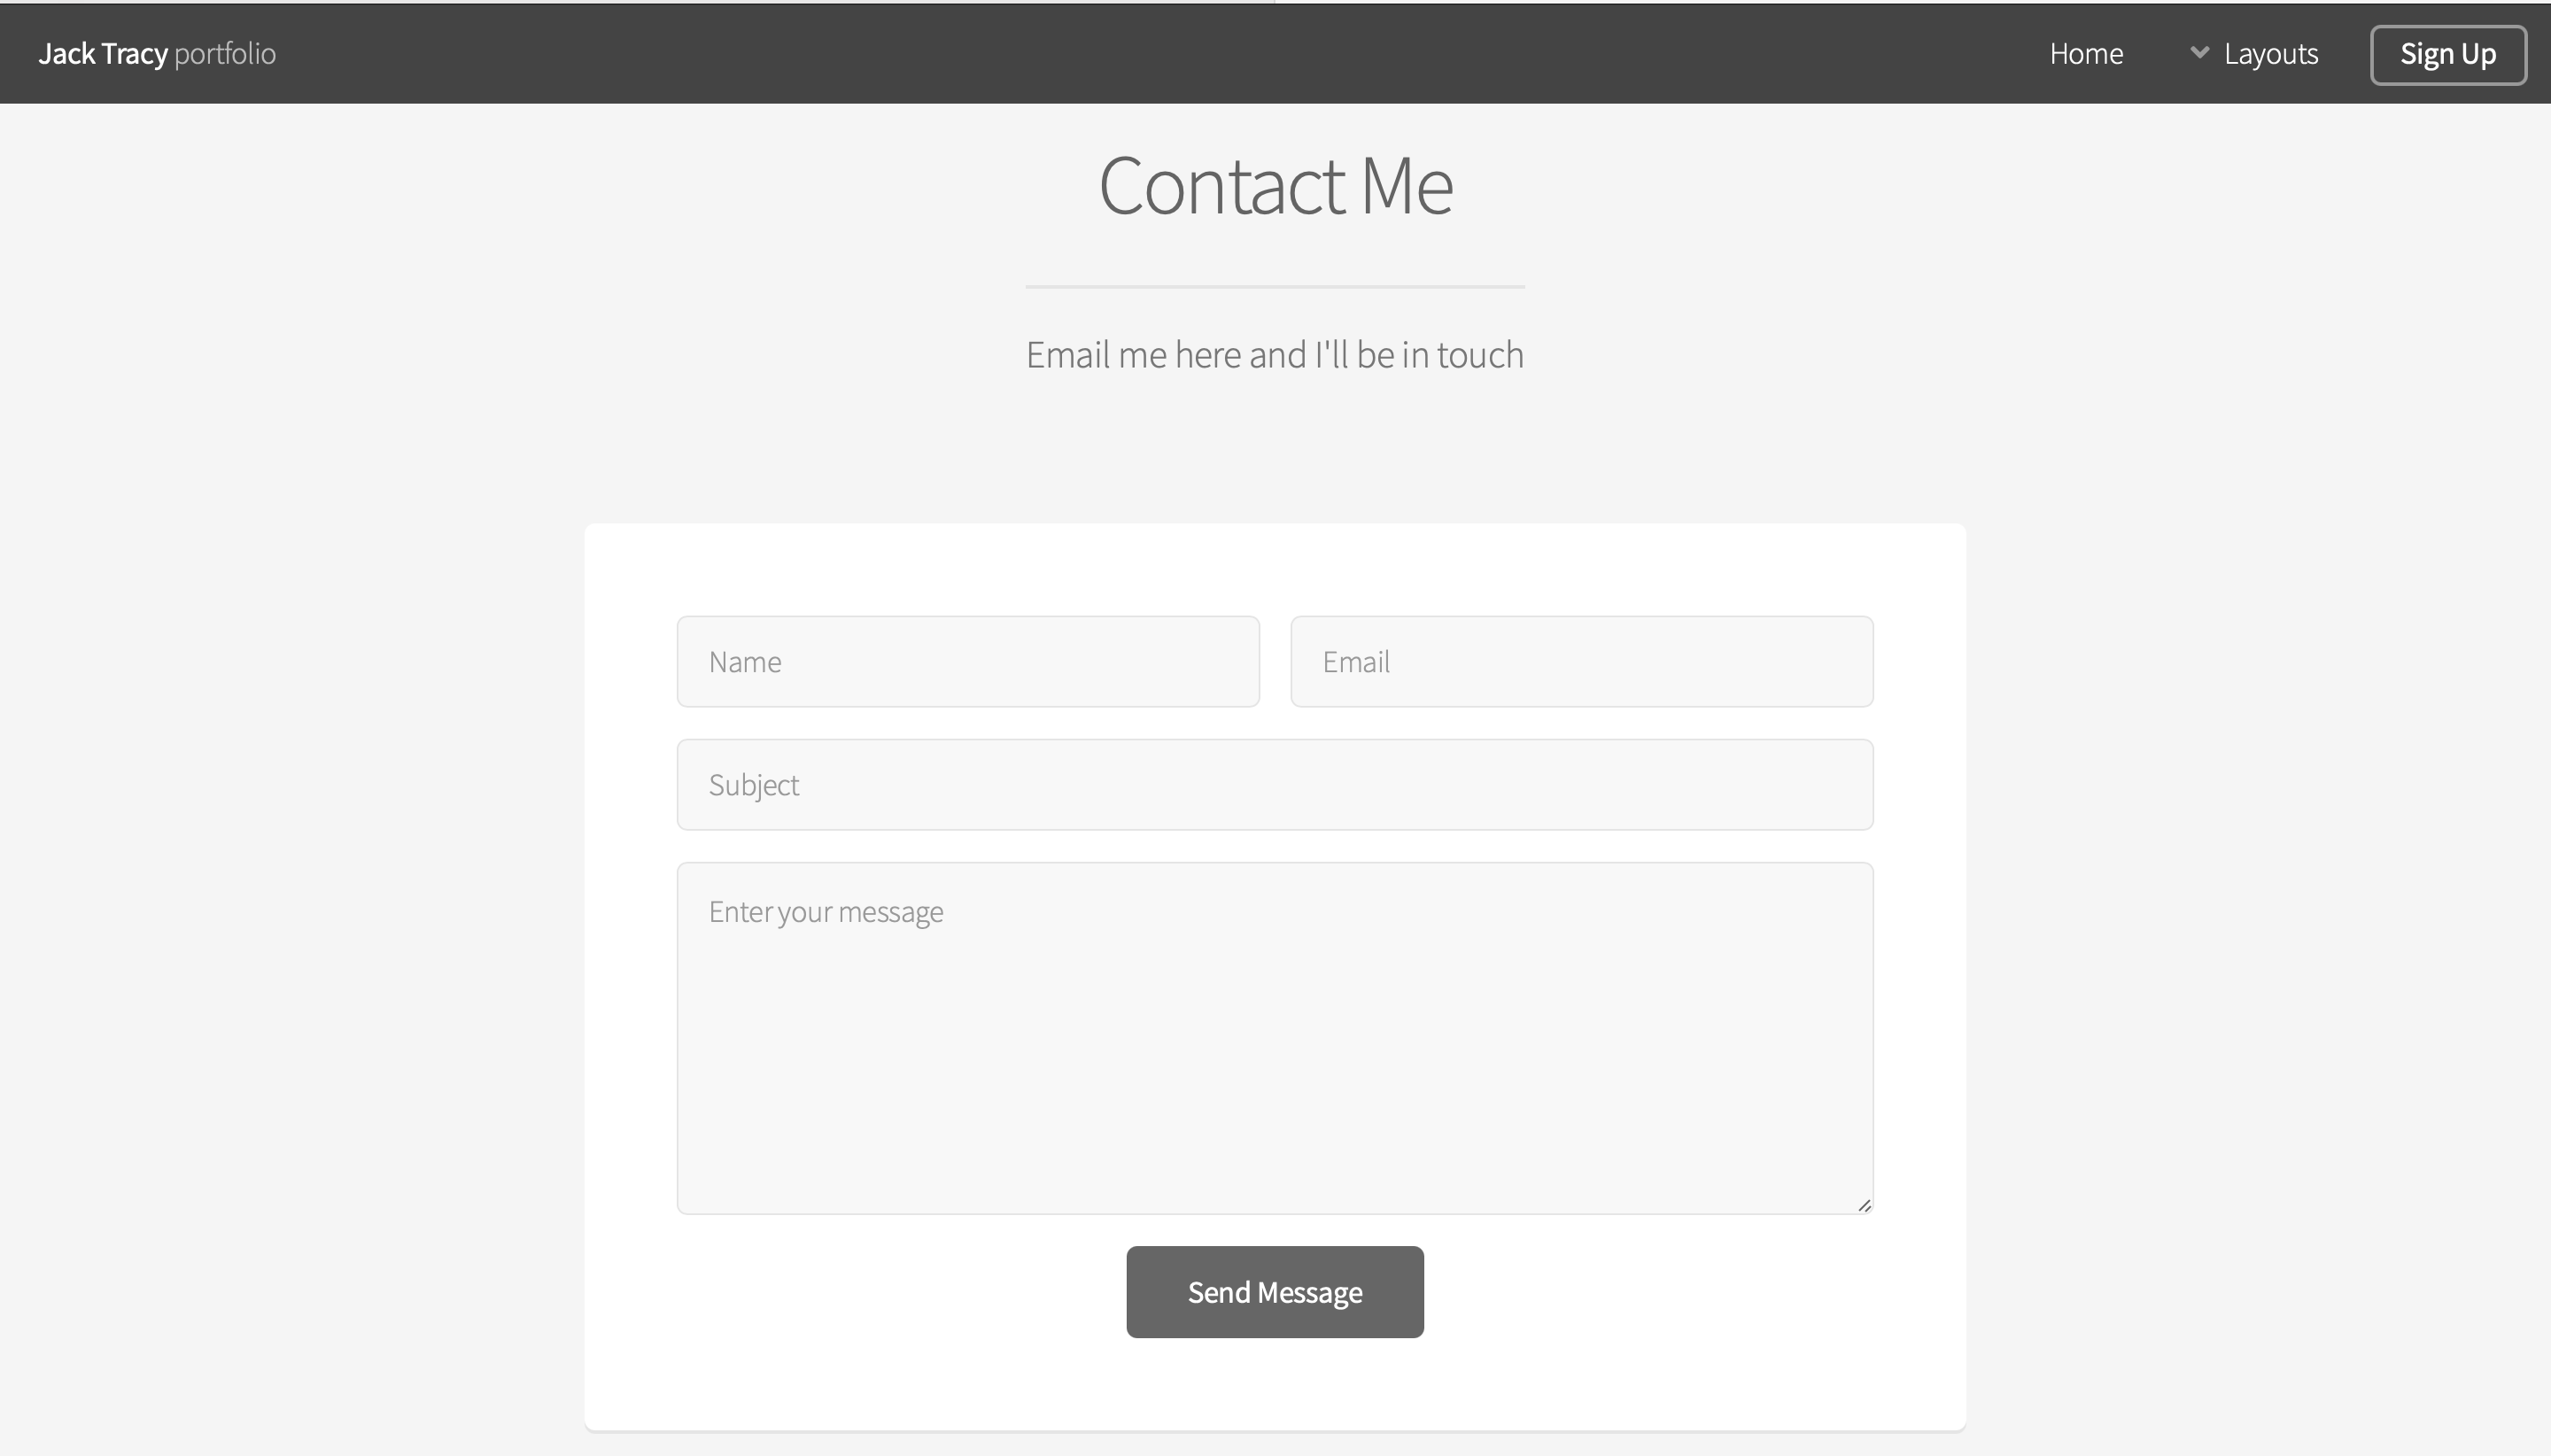 Jack Tracy portfolio
Home Layouts Sign Up
Contact Me
Email me here and I'll be in touch
Name Email
Subject
Enter your message
Send Message